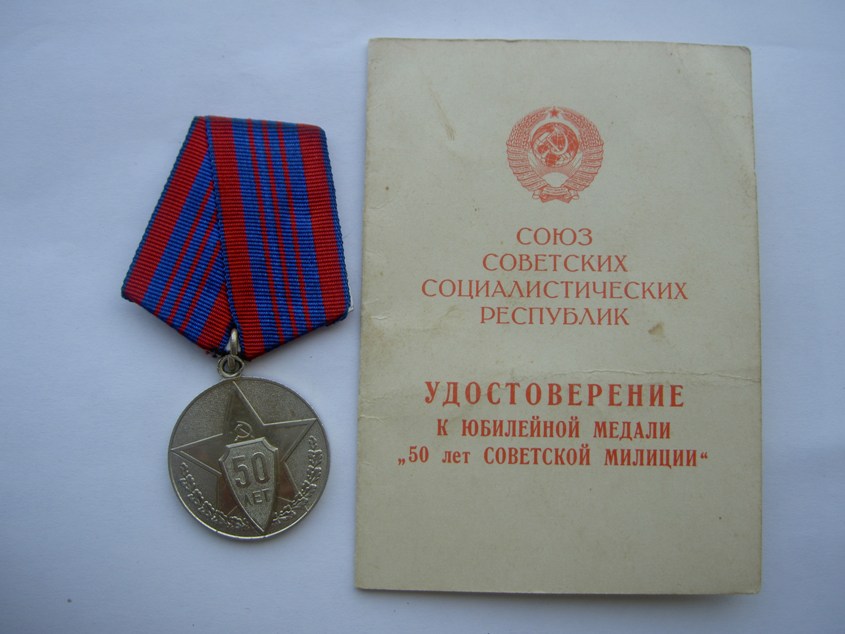 50
ЛЕТ
СОЮЗ
СОВЕТСКИХ
СОЦИАЛИСТИЧЕСКИХ
РЕСПУБЛИК
УДОСТОВЕРЕНИЕ
К ЮБИЛЕЙНОЙ МЕДАЛИ
„50 лет СОВЕТСКОЙ МИЛИЦИИ“